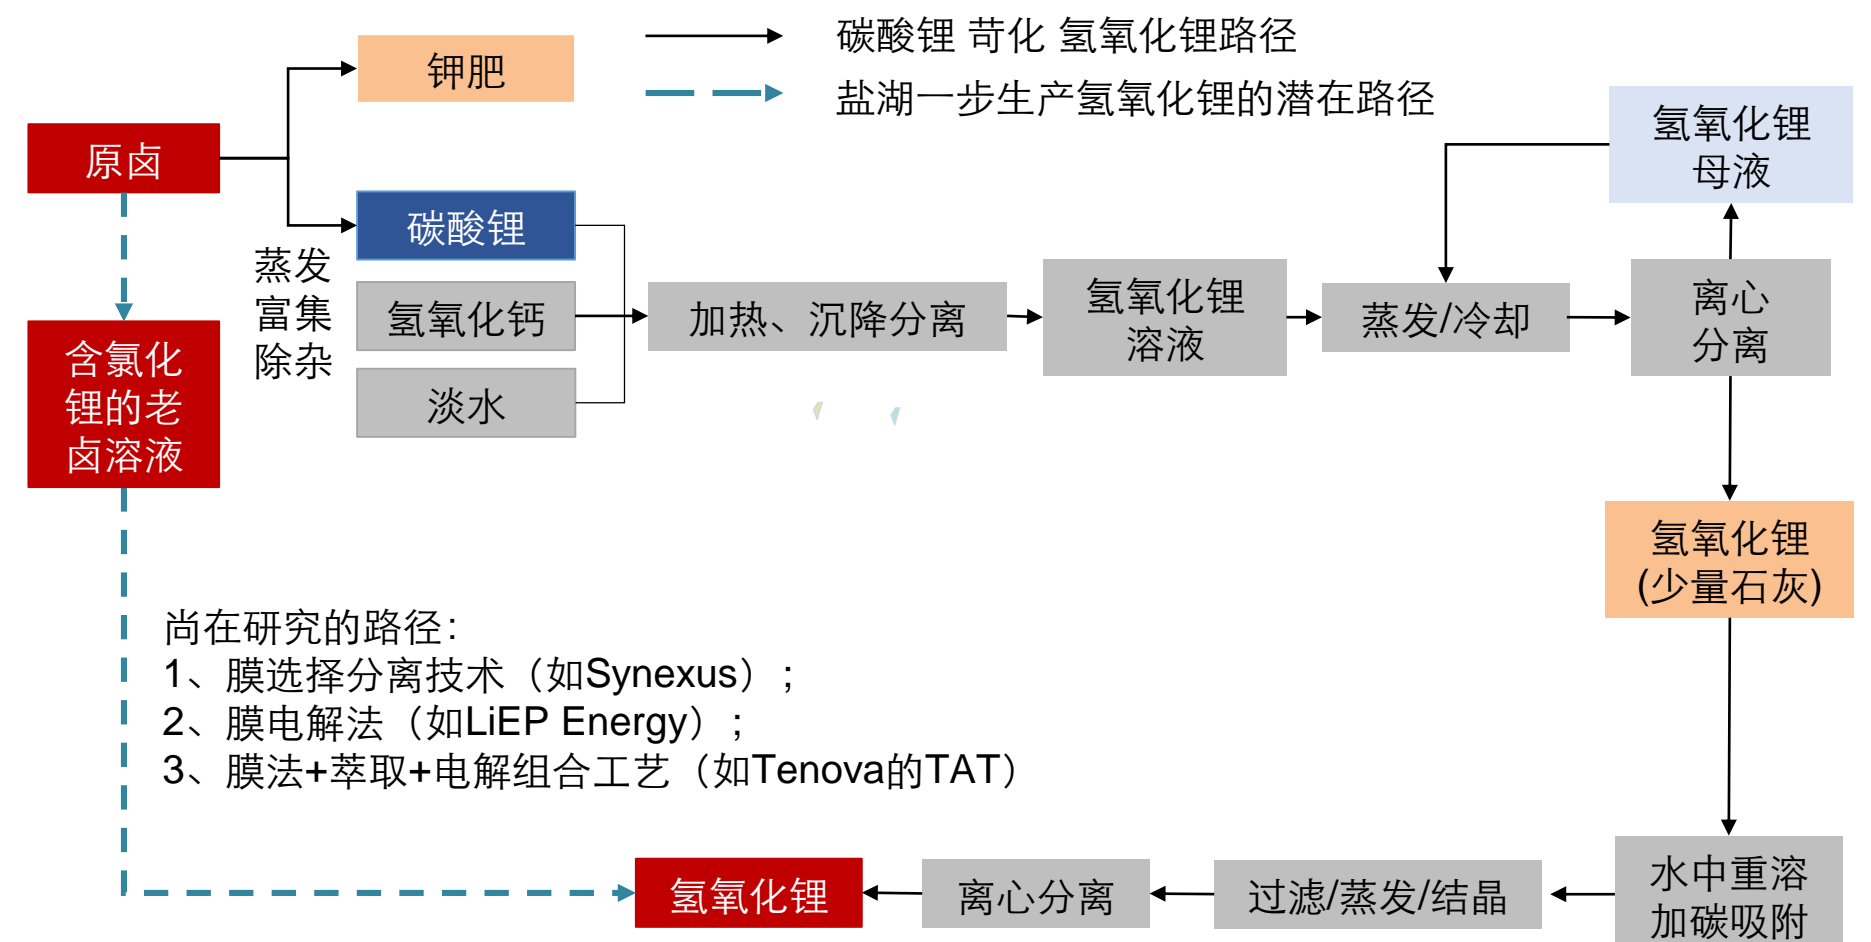 碳酸锂 苛化 氢氧化锂路径
盐湖一步生产氢氧化锂的潜在路径
钾肥
原卤
碳酸锂
蒸发
富集
除杂
氢氧化钙
淡水
加热、沉降分离
氢氧化锂
溶液
蒸发/冷却
离心
分离
氢氧化锂
母液
含氯化
锂的老
卤溶液
氢氧化锂
(少量石灰)
尚在研究的路径：
1、膜选择分离技术（如Synexus）；
2、膜电解法（如LiEP Energy）；
3、膜法+萃取+电解组合工艺（如Tenova的TAT）
水中重溶
加碳吸附
过滤/蒸发/结晶
离心分离
氢氧化锂